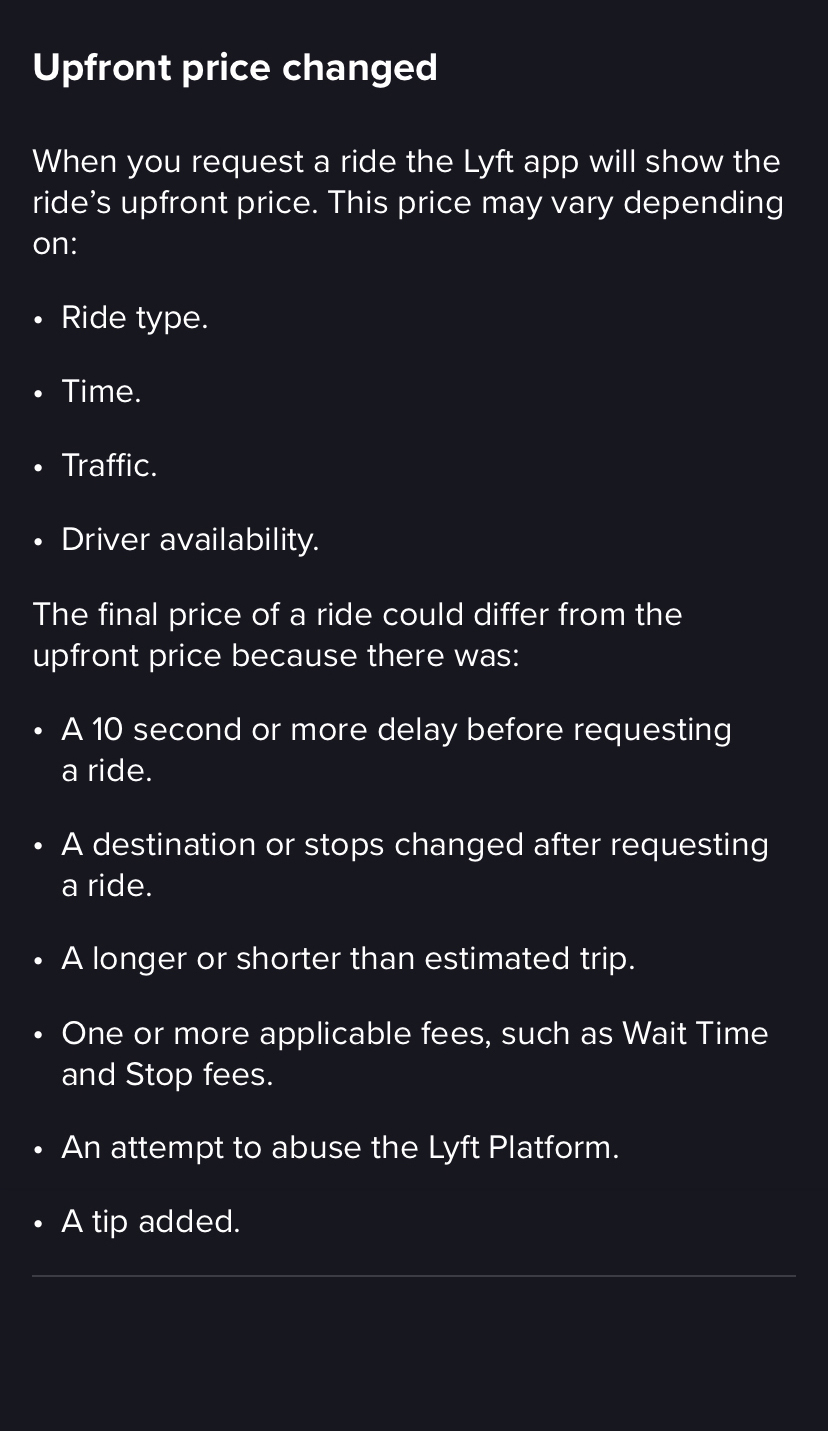 Upfront price changed
When you request a ride the Lyft app will show the
ride’s upfront price. This price may vary depending
on:
• Ride type.
• Time.
• Traffic.
• Driver availability.
The final price of a ride could differ from the
upfront price because there was:
• A 10 second or more delay before requesting
a ride.
• A destination or stops changed after requesting
a ride.
• A longer or shorter than estimated trip.
• One or more applicable fees, such as Wait Time
and Stop fees.
• An attempt to abuse the Lyft Platform.
• A tip added.